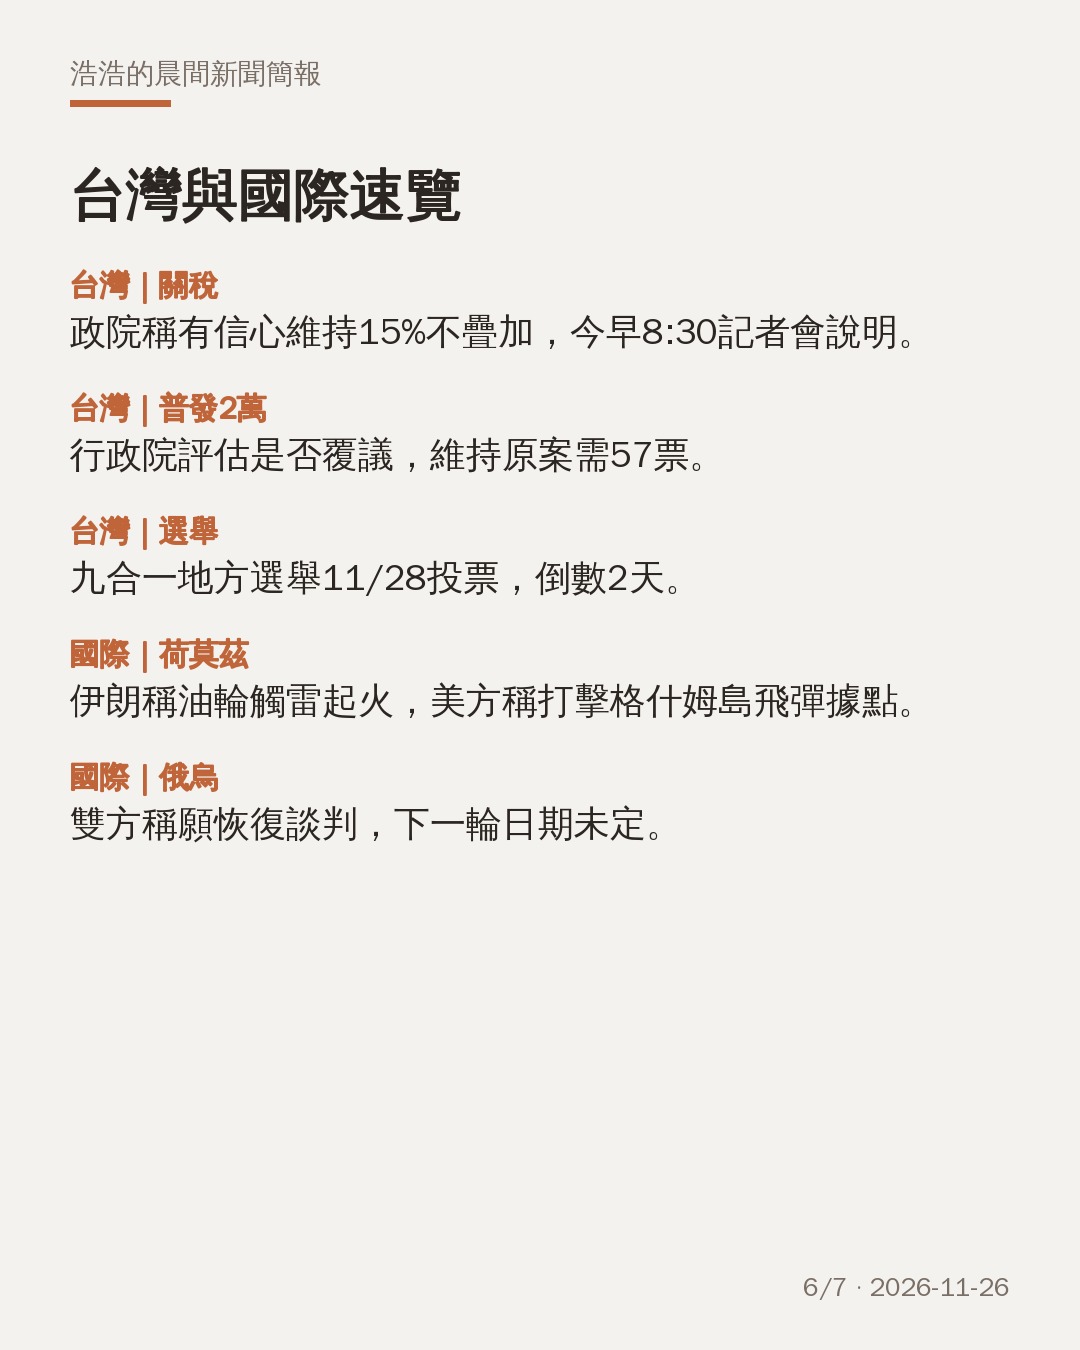 浩浩的晨間新聞簡報
台灣與國際速覽
台灣｜關稅
政院稱有信心維持15%不疊加，今早8:30記者會說明。
台灣｜普發2萬
行政院評估是否覆議，維持原案需57票。
台灣｜選舉
九合一地方選舉11/28投票，倒數2天。
國際｜荷莫茲
伊朗稱油輪觸雷起火，美方稱打擊格什姆島飛彈據點。
國際｜俄烏
雙方稱願恢復談判，下一輪日期未定。
6/7 · 2026-11-26